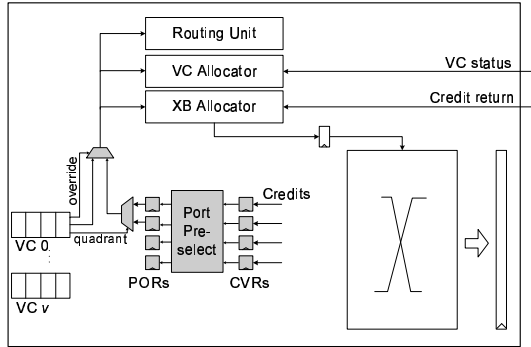 Routing Unit
VC Allocator
VC status
XB Allocator
Credit return
override
Credits
Port
Pre-
select
VC 0
quadrant
PORs
CVRs
VC v